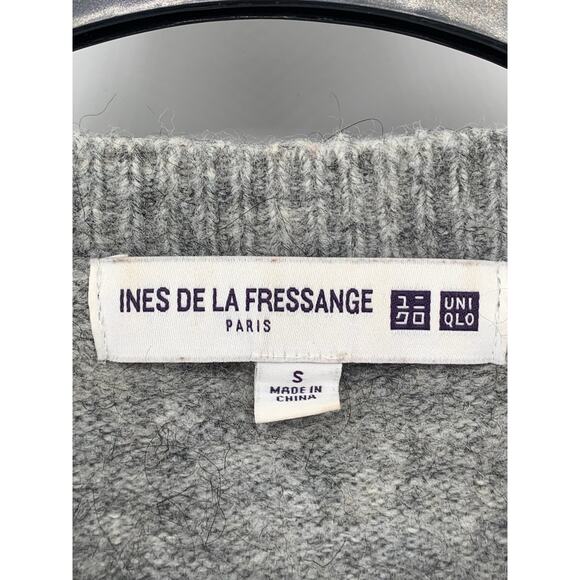 INES DE LA FRESSANGE
PARIS
ユニ
クロ
UNI
QLO
S
MADE IN
CHINA